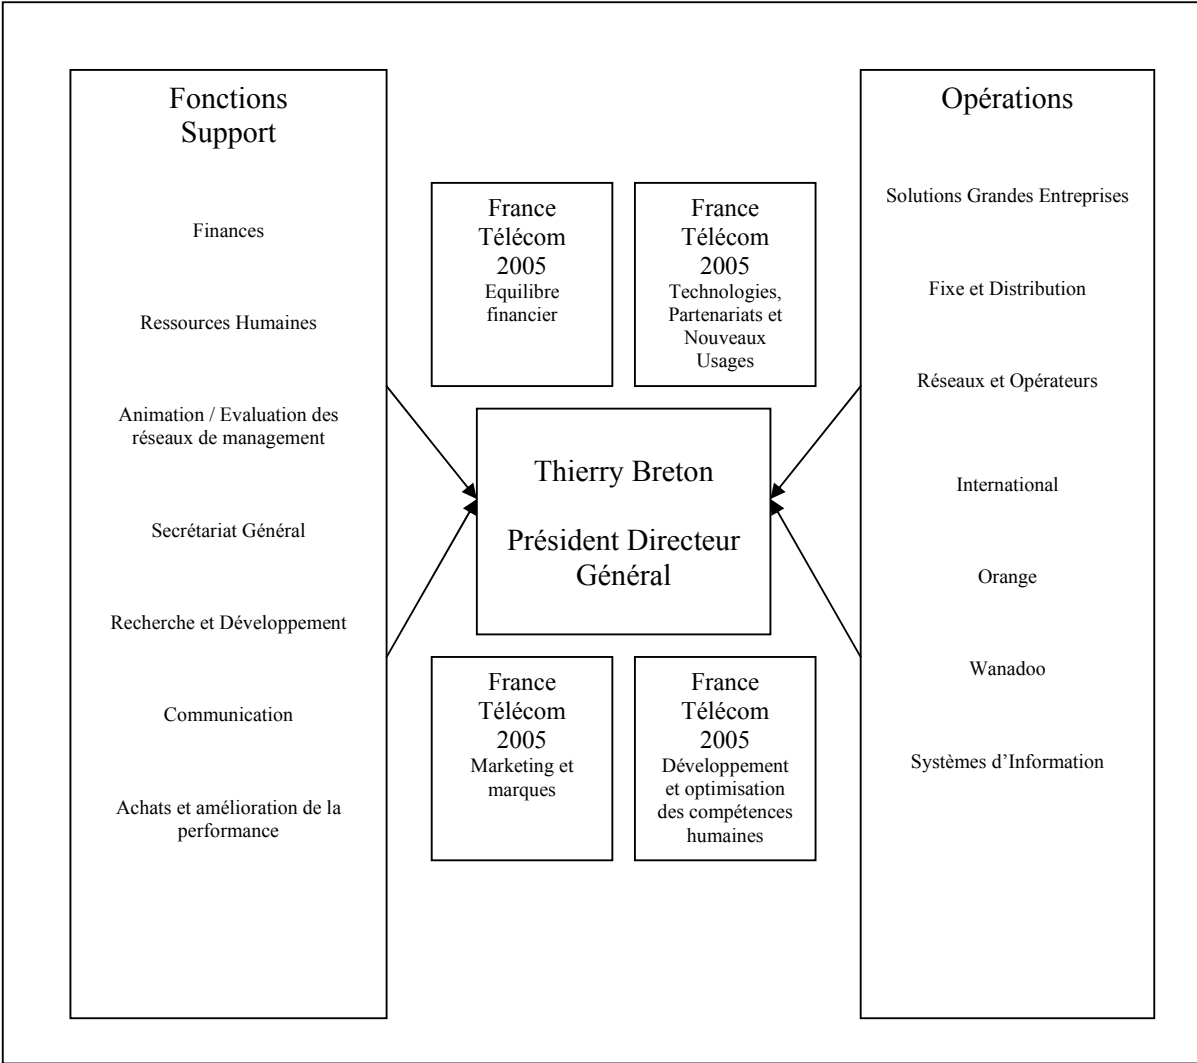 Fonctions
Support
Finances
Ressources Humaines
Animation / Evaluation des
réseaux de management
Secrétariat Général
Recherche et Développement
Communication
Achats et amélioration de la
performance
France
Télécom
2005
Equilibre
financier
France
Télécom
2005
Technologies,
Partenariats et
Nouveaux
Usages
Thierry Breton
Président Directeur
Général
France
Télécom
2005
Marketing et
marques
France
Télécom
2005
Développement
et optimisation
des compétences
humaines
Opérations
Solutions Grandes Entreprises
Fixe et Distribution
Réseaux et Opérateurs
International
Orange
Wanadoo
Systèmes d’Information